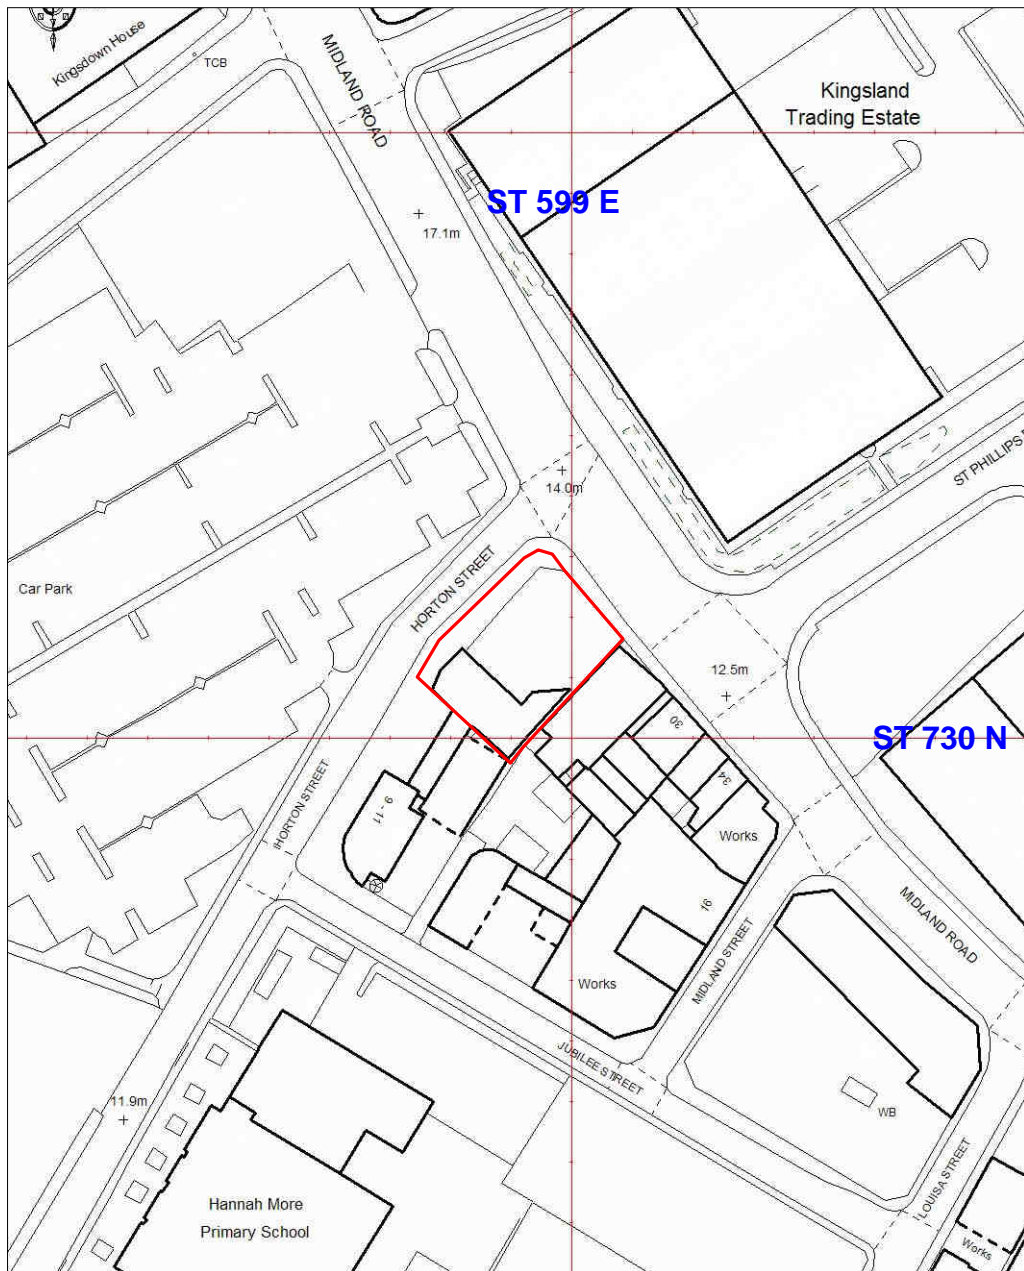 Kingsdown House
TCB
MIDLAND ROAD
Kingsland
Trading Estate
ST 599 E
17.1m
14.0m
ST PHILLIPS
HORTON STREET
Car Park
12.5m
30
ST 730 N
34
HORTON STREET
9 - 11
Works
16
MIDLAND ROAD
MIDLAND STREET
Works
JUBILEE STREET
11.9m
WB
LOUISA STREET
Hannah More
Primary School
Works